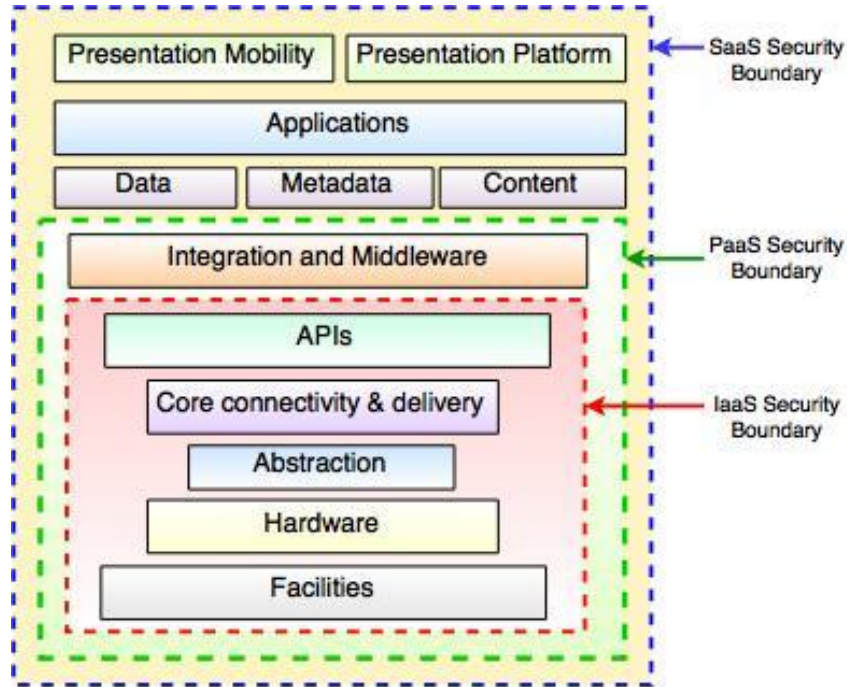 Presentation Mobility
Presentation Platform
SaaS Security
Boundary
Applications
Data
Metadata
Content
Integration and Middleware
PaaS Security
Boundary
APIs
Core connectivity & delivery
IaaS Security
Boundary
Abstraction
Hardware
Facilities